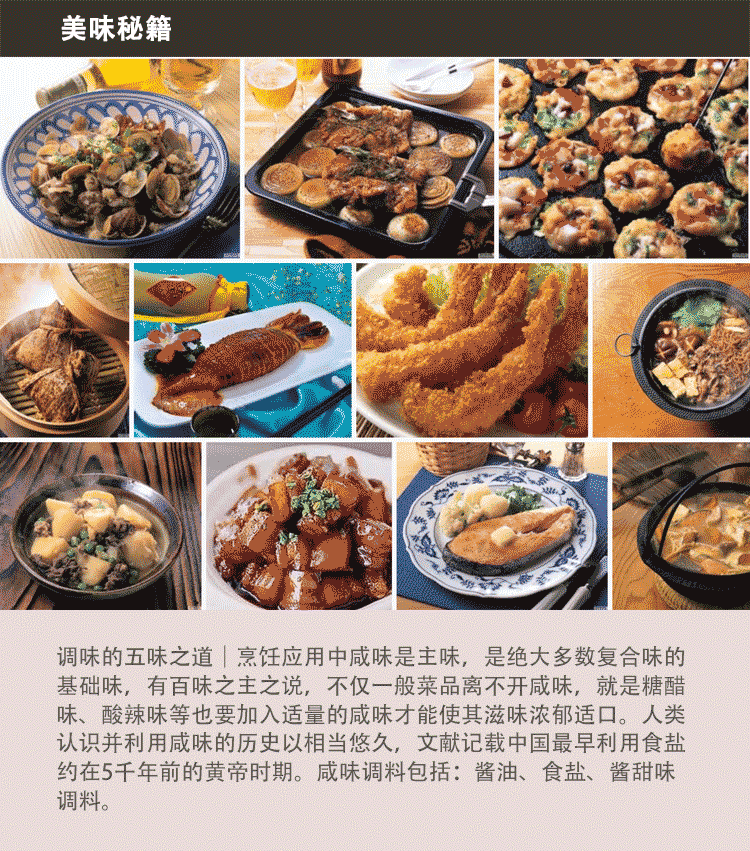 美味秘籍
调味的五味之道｜烹饪应用中咸味是主味，是绝大多数复合味的
基础味，有百味之主之说，不仅一般菜品离不开咸味，就是糖醋
味、酸辣味等也要加入适量的咸味才能使其滋味浓郁适口。人类
认识并利用咸味的历史以相当悠久，文献记载中国最早利用食盐
约在5千年前的黄帝时期。咸味调料包括：酱油、食盐、酱甜味
调料。